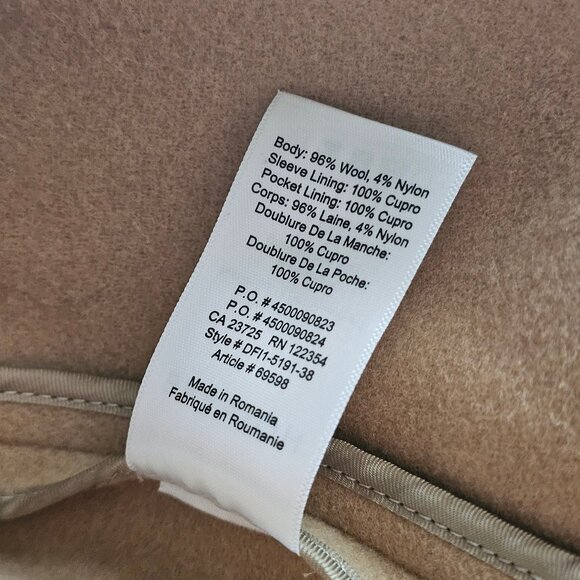 Body: 96% Wool, 4% Nylon
Sleeve Lining: 100% Cupro
Pocket Lining: 100% Cupro
Corps: 96% Laine, 4% Nylon
Doublure De La Manche:
100% Cupro
Doublure De La Poche:
100% Cupro
P.O. # 4500090823
P.O. # 4500090824
CA 23725 RN 122354
Style # DFI1-5191-38
Article # 69598
Made in Romania
Fabriqué en Roumanie